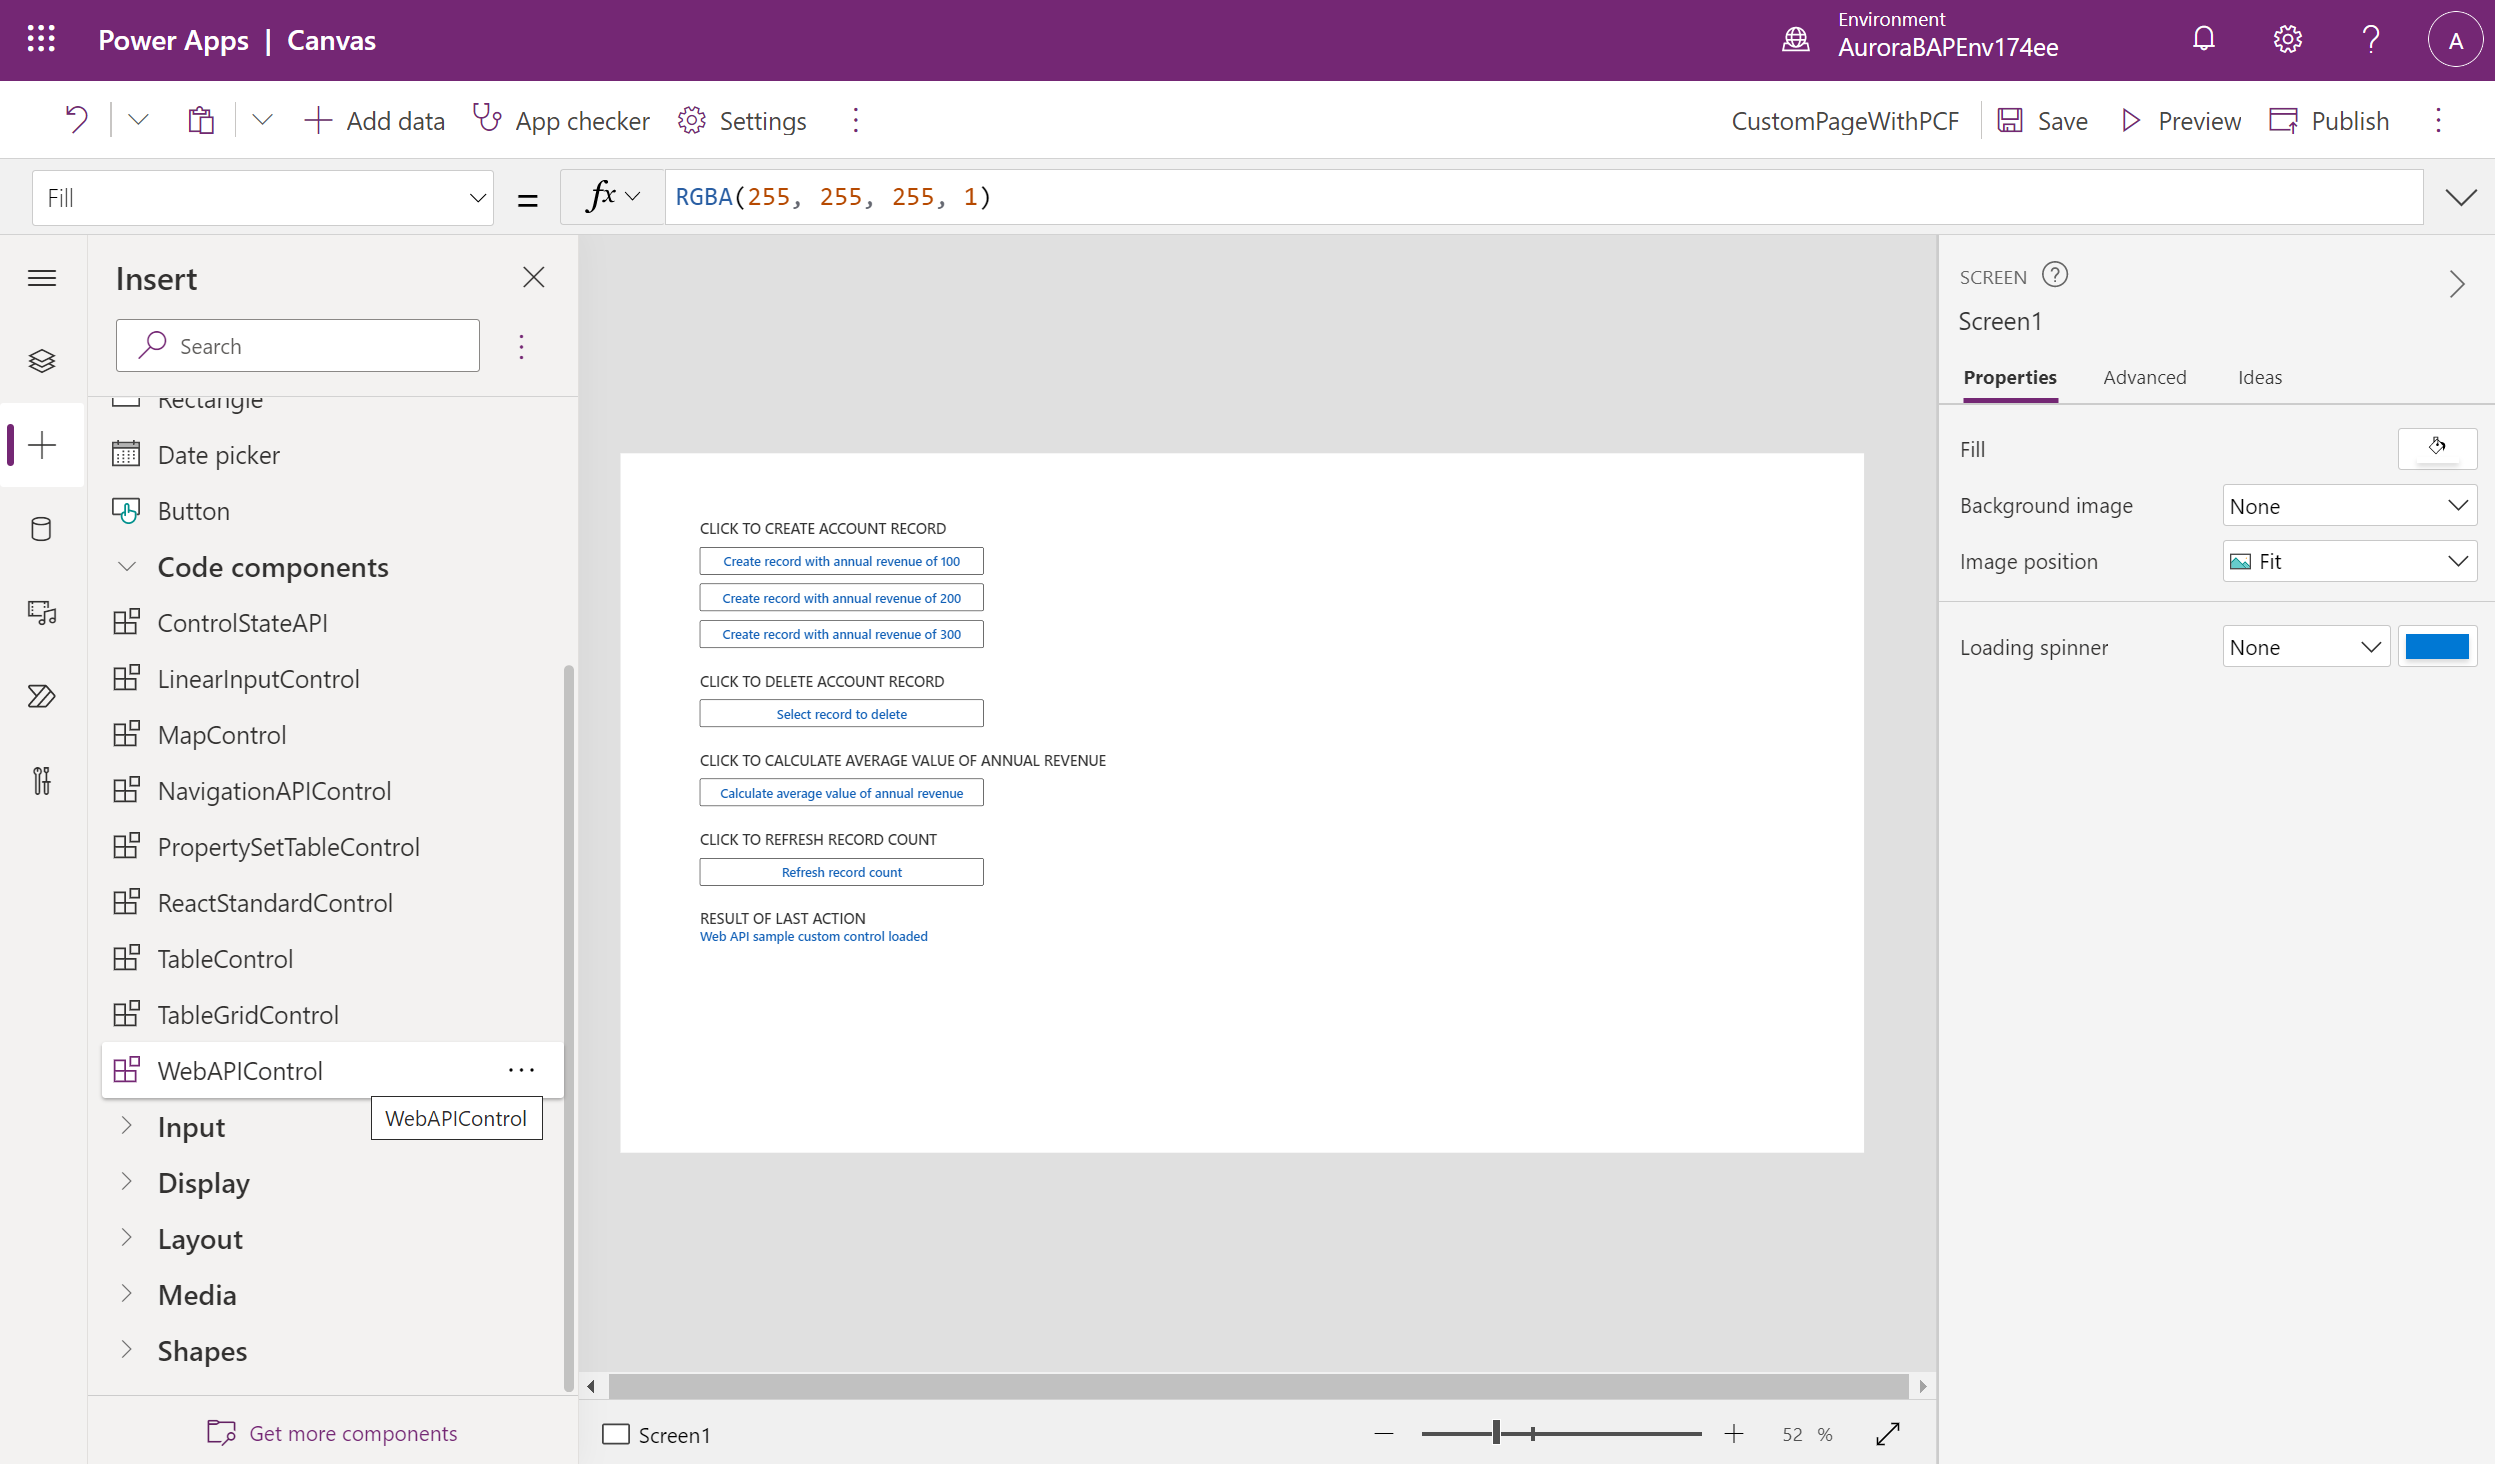 Power Apps | Canvas
Environment
AuroraBAPEnv174ee
A
Add data
App checker
Settings
CustomPageWithPCF
Save
Preview
Publish
Fill
=
fx
RGBA(255, 255, 255, 1)
Insert
Search
Rectangle
Date picker
Button
Code components
ControlStateAPI
LinearInputControl
MapControl
NavigationAPIControl
PropertySetTableControl
ReactStandardControl
TableControl
TableGridControl
WebAPIControl
WebAPIControl
Input
Display
Layout
Media
Shapes
Get more components
CLICK TO CREATE ACCOUNT RECORD
Create record with annual revenue of 100
Create record with annual revenue of 200
Create record with annual revenue of 300
CLICK TO DELETE ACCOUNT RECORD
Select record to delete
CLICK TO CALCULATE AVERAGE VALUE OF ANNUAL REVENUE
Calculate average value of annual revenue
CLICK TO REFRESH RECORD COUNT
Refresh record count
RESULT OF LAST ACTION
Web API sample custom control loaded
Screen1
52 %
SCREEN
Screen1
Properties
Advanced
Ideas
Fill
Background image
None
Image position
Fit
Loading spinner
None